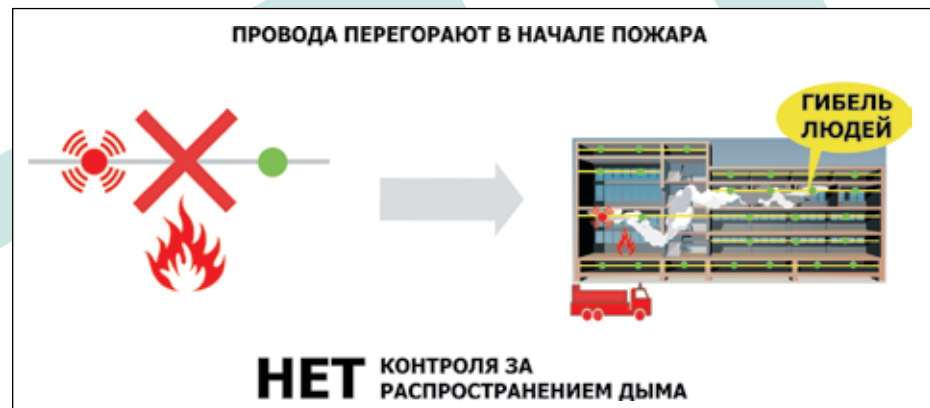 ПРОВОДА ПЕРЕГОРАЮТ В НАЧАЛЕ ПОЖАРА
ГИБЕЛЬ
ЛЮДЕЙ
НЕТ КОНТРОЛЯ ЗА
РАСПРОСТРАНЕНИЕМ ДЫМА